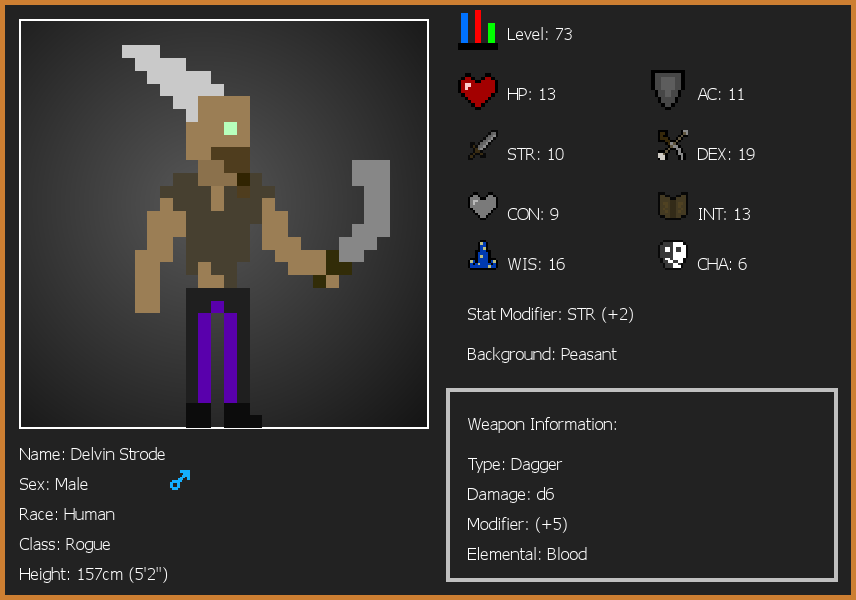 Level: 73
HP: 13
AC: 11
STR: 10
DEX: 19
CON: 9
INT: 13
WIS: 16
CHA: 6
Stat Modifier: STR (+2)
Background: Peasant
Weapon Information:
Type: Dagger
Damage: d6
Modifier: (+5)
Elemental: Blood
Name: Delvin Strode
Sex: Male
Race: Human
Class: Rogue
Height: 157cm (5'2")